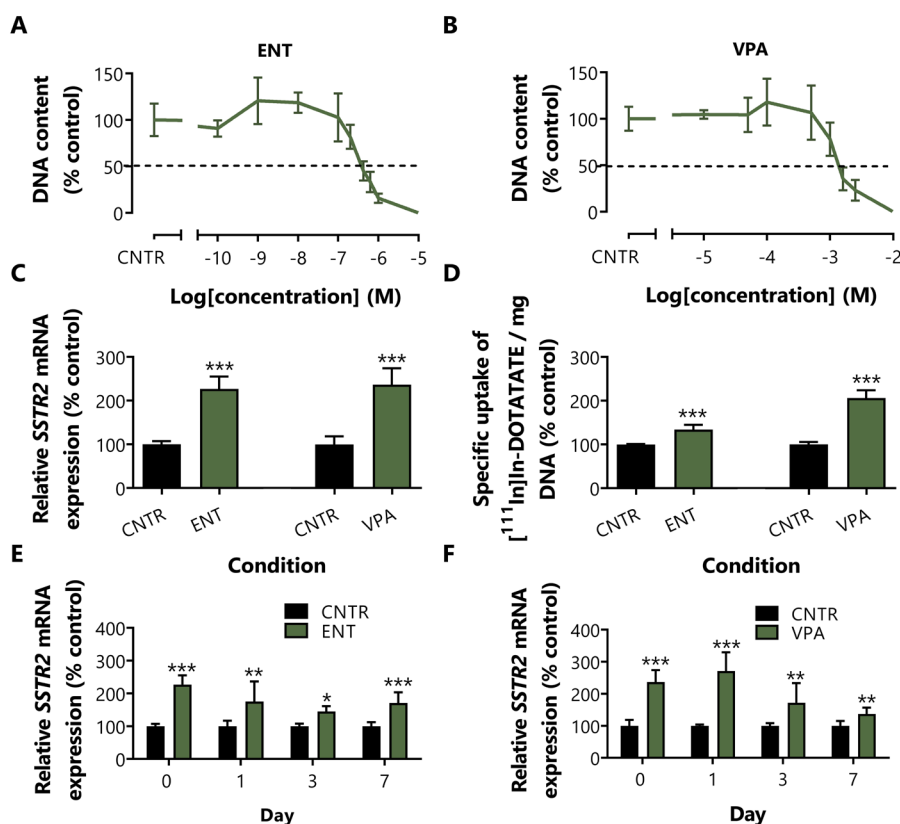 A
ENT
DNA content
(% control)
150
100
50
0
CNTR
-10
-9
-8
-7
-6
-5
Log[concentration] (M)
B
VPA
DNA content
(% control)
150
100
50
0
CNTR
-5
-4
-3
-2
Log[concentration] (M)
C
Relative SSTR2 mRNA
expression (% control)
300
200
100
0
***
***
CNTR
ENT
CNTR
VPA
Condition
D
Specific uptake of
[¹¹¹In]In-DOTATATE / mg
DNA (% control)
300
200
100
0
***
***
CNTR
ENT
CNTR
VPA
Condition
E
Relative SSTR2 mRNA
expression (% control)
400
300
200
100
0
CNTR
ENT
***
**
*
***
0
1
3
7
Day
F
Relative SSTR2 mRNA
expression (% control)
400
300
200
100
0
CNTR
VPA
***
***
**
**
0
1
3
7
Day